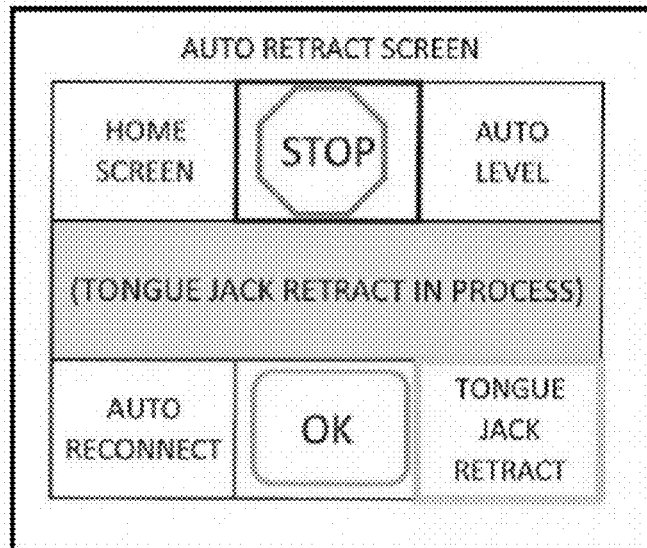 AUTO RETRACT SCREEN
HOME
SCREEN
STOP
AUTO
LEVEL
(TONGUE JACK RETRACT IN PROCESS)
AUTO
RECONNECT
OK
TONGUE
JACK
RETRACT